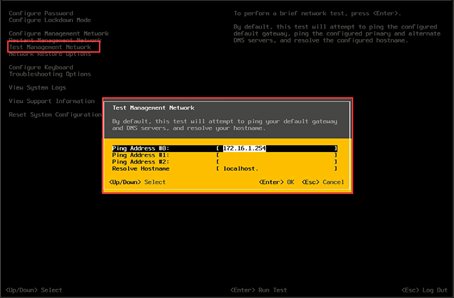 Configure Password
Configure Lockdown Mode
Configure Management Network
Restart Management Network
Test Management Network
Network Restore Options
Configure Keyboard
Troubleshooting Options
View System Logs
View Support Information
Reset System Configuration
To perform a brief network test, press <Enter>.
By default, this test will attempt to ping the configured
default gateway, ping the configured primary and alternate
DNS servers, and resolve the configured hostname.
Test Management Network
By default, this test will attempt to ping your default gateway
and DNS servers, and resolve your hostname.
Ping Address #0: [ 172.16.1.254 ]
Ping Address #1: [ ]
Ping Address #2: [ ]
Resolve Hostname [ localhost. ]
<Up/Down> Select <Enter> OK <Esc> Cancel
<Up/Down> Select <Enter> Run Test <Esc> Log Out